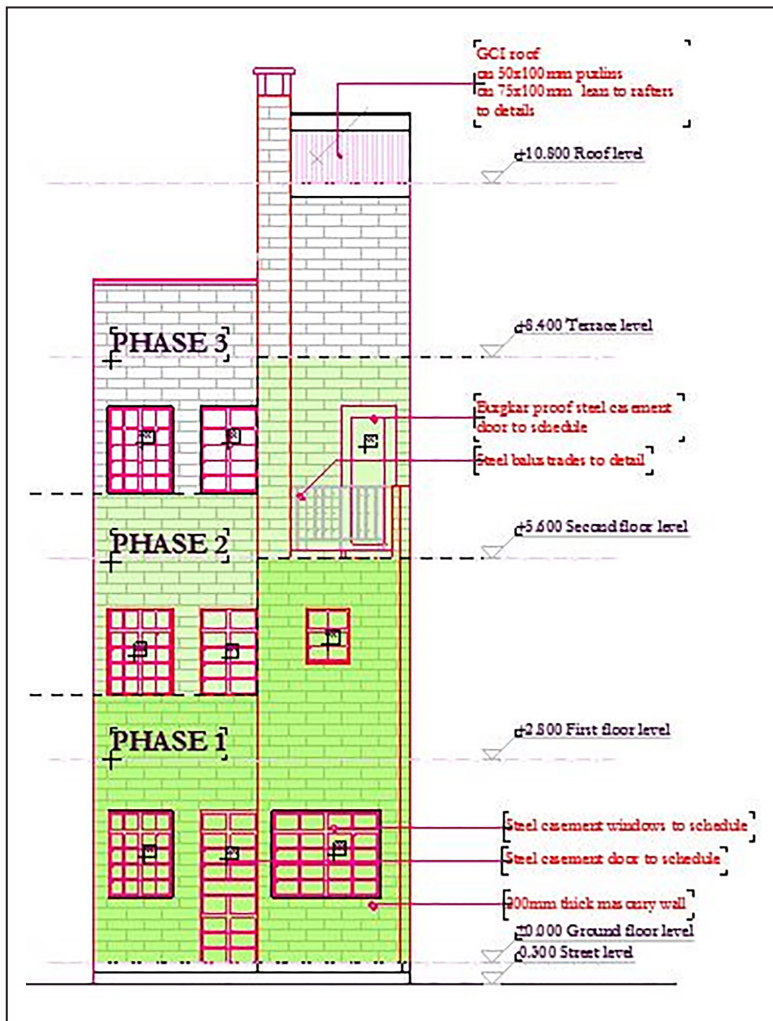 GCI roof
on 50x100mm purlins
on 75x100mm lean to rafters
to details
+10.800 Roof level
PHASE 3
+8.400 Terrace level
Burgkar proof steel casement
door to schedule
Steel balustrades to detail
PHASE 2
+5.600 Second floor level
PHASE 1
+2.800 First floor level
Steel casement windows to schedule
Steel casement door to schedule
200mm thick masonry wall
±0.000 Ground floor level
0.300 Street level